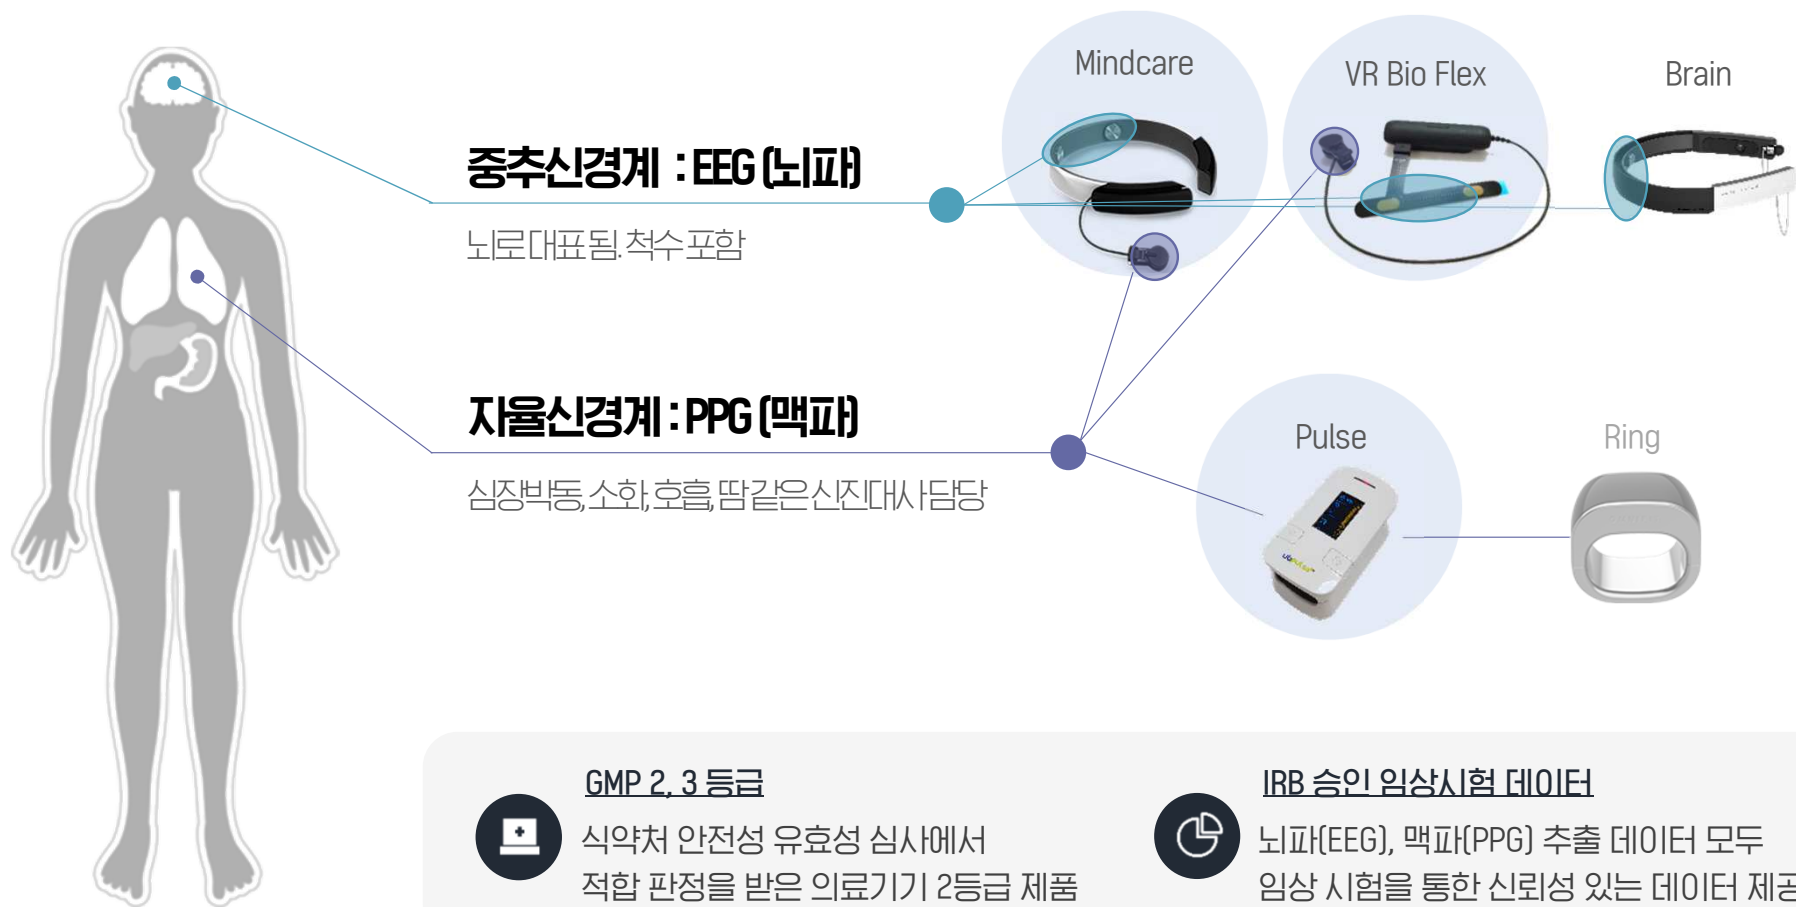 Mindcare
VR Bio Flex
Brain
중추신경계 : EEG (뇌파)
뇌로 대표 됨. 척수 포함
자율신경계 : PPG (맥파)
심장박동, 소화, 호흡, 땀 같은 신진대사 담당
Pulse
Ring
ubpulse
GMP 2, 3 등급
식약처 안전성 유효성 심사에서
적합 판정을 받은 의료기기 2등급 제품
IRB 승인 임상시험 데이터
뇌파(EEG), 맥파(PPG) 추출 데이터 모두
임상 시험을 통한 신뢰성 있는 데이터 제공